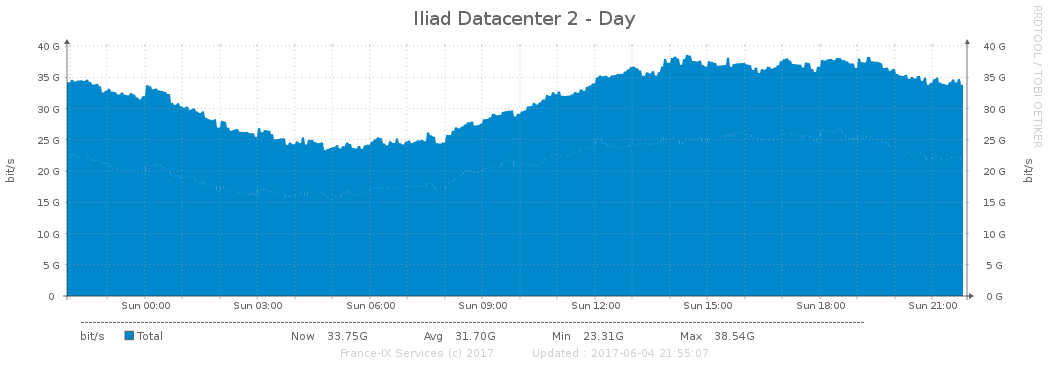 Iliad Datacenter 2 - Day
RRDTOOL / TOBI OETIKER
40 G 40 G
35 G 35 G
30 G 30 G
25 G 25 G
20 G 20 G
15 G 15 G
10 G 10 G
5 G 5 G
0 0 G
bit/s bit/s
Sun 00:00 Sun 03:00 Sun 06:00 Sun 09:00 Sun 12:00 Sun 15:00 Sun 18:00 Sun 21:00
bit/s Total Now 33.75G Avg 31.70G Min 23.31G Max 38.54G
France-IX Services (c) 2017 Updated : 2017-06-04 21:55:07